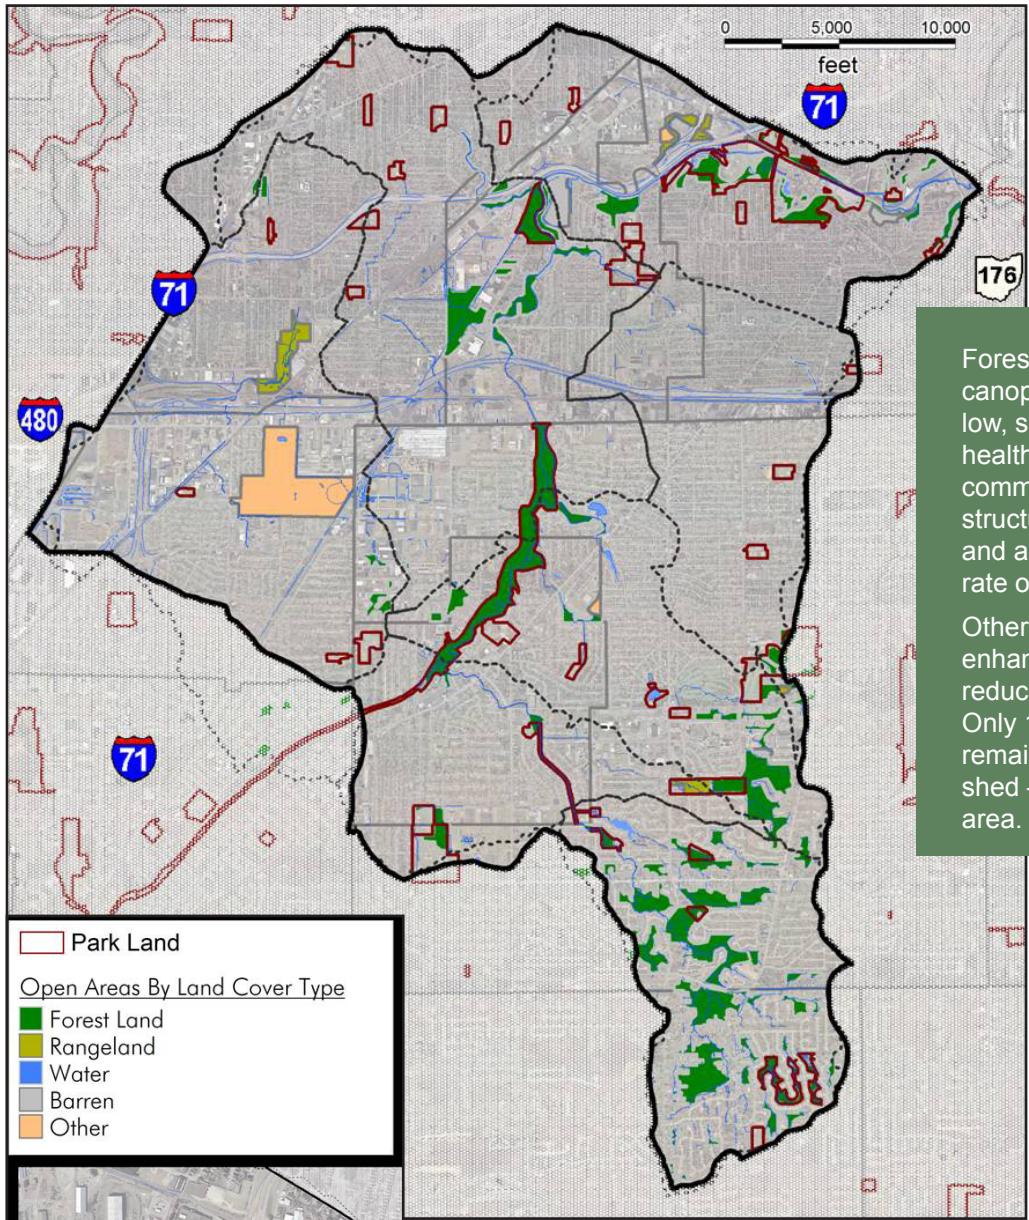 0 5,000 10,000
feet
71
176
71
480
71
Fores
canop
low, s
health
comm
struct
and a
rate o
Other
enhan
reduc
Only
remai
shed
area.
Park Land
Open Areas By Land Cover Type
Forest Land
Rangeland
Water
Barren
Other